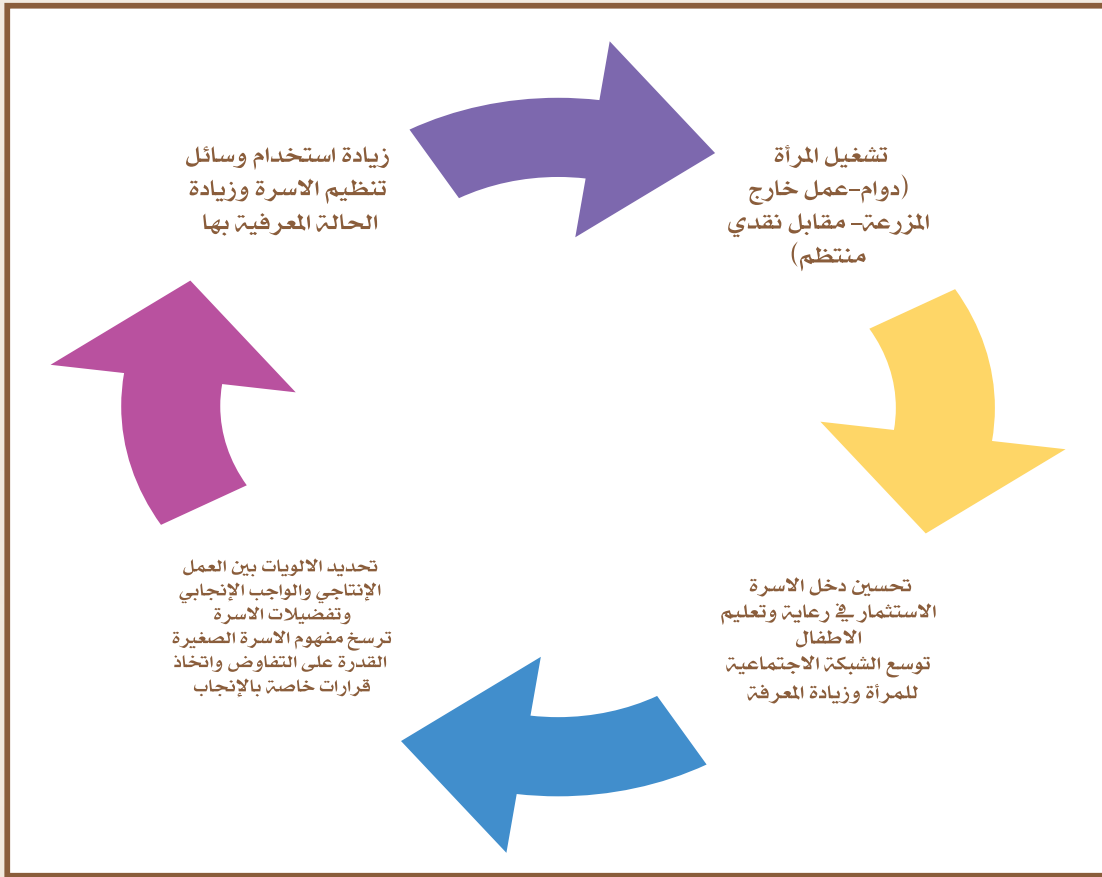 زيادة استخدام وسائل
تنظيم الاسرة وزيادة
الحالة المعرفية بها
تشغيل المرأة
(دوام-عمل خارج
المزرعة- مقابل نقدي
منتظم)
تحسين دخل الاسرة
الاستثمار في رعاية وتعليم
الاطفال
توسع الشبكة الاجتماعية
للمرأة وزيادة المعرفة
تحديد الالويات بين العمل
الإنتاجي والواجب الإنجابي
وتفضيلات الاسرة
ترسخ مفهوم الاسرة الصغيرة
القدرة على التفاوض واتخاذ
قرارات خاصة بالإنجاب